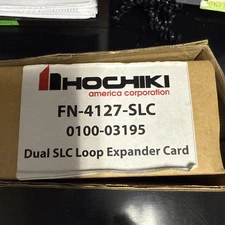 HOCHIKI
america corporation
FN-4127-SLC
0100-03195
Dual SLC Loop Expander Card